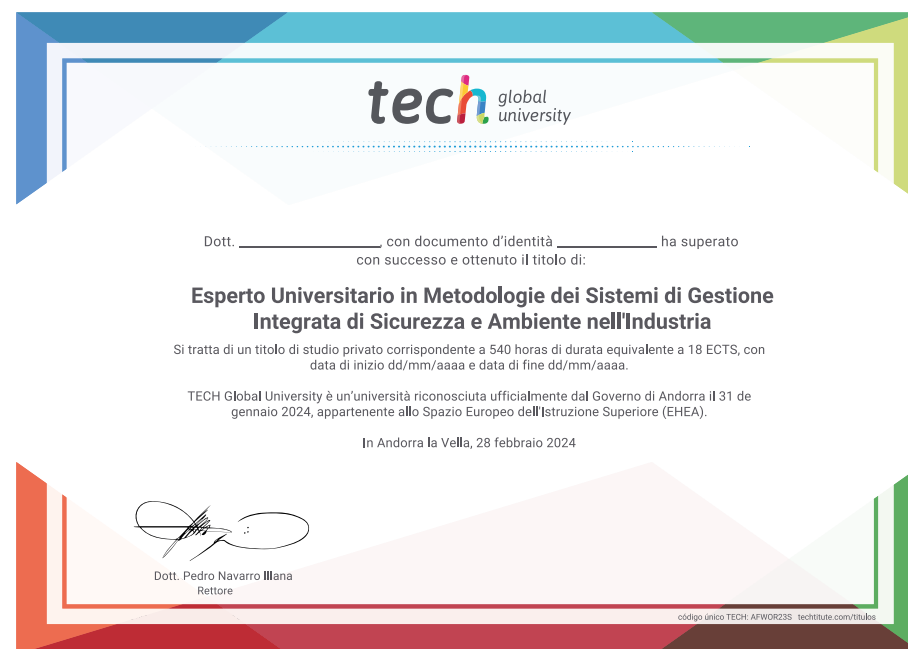 tech global university
Dott. ____________________, con documento d'identità ______________ ha superato
con successo e ottenuto il titolo di:
Esperto Universitario in Metodologie dei Sistemi di Gestione
Integrata di Sicurezza e Ambiente nell'Industria
Si tratta di un titolo di studio privato corrispondente a 540 horas di durata equivalente a 18 ECTS, con
data di inizio dd/mm/aaaa e data di fine dd/mm/aaaa.
TECH Global University è un'università riconosciuta ufficialmente dal Governo di Andorra il 31 de
gennaio 2024, appartenente allo Spazio Europeo dell'Istruzione Superiore (EHEA).
In Andorra la Vella, 28 febbraio 2024
Dott. Pedro Navarro Illana
Rettore
código único TECH: AFWOR23S techtitute.com/titulos